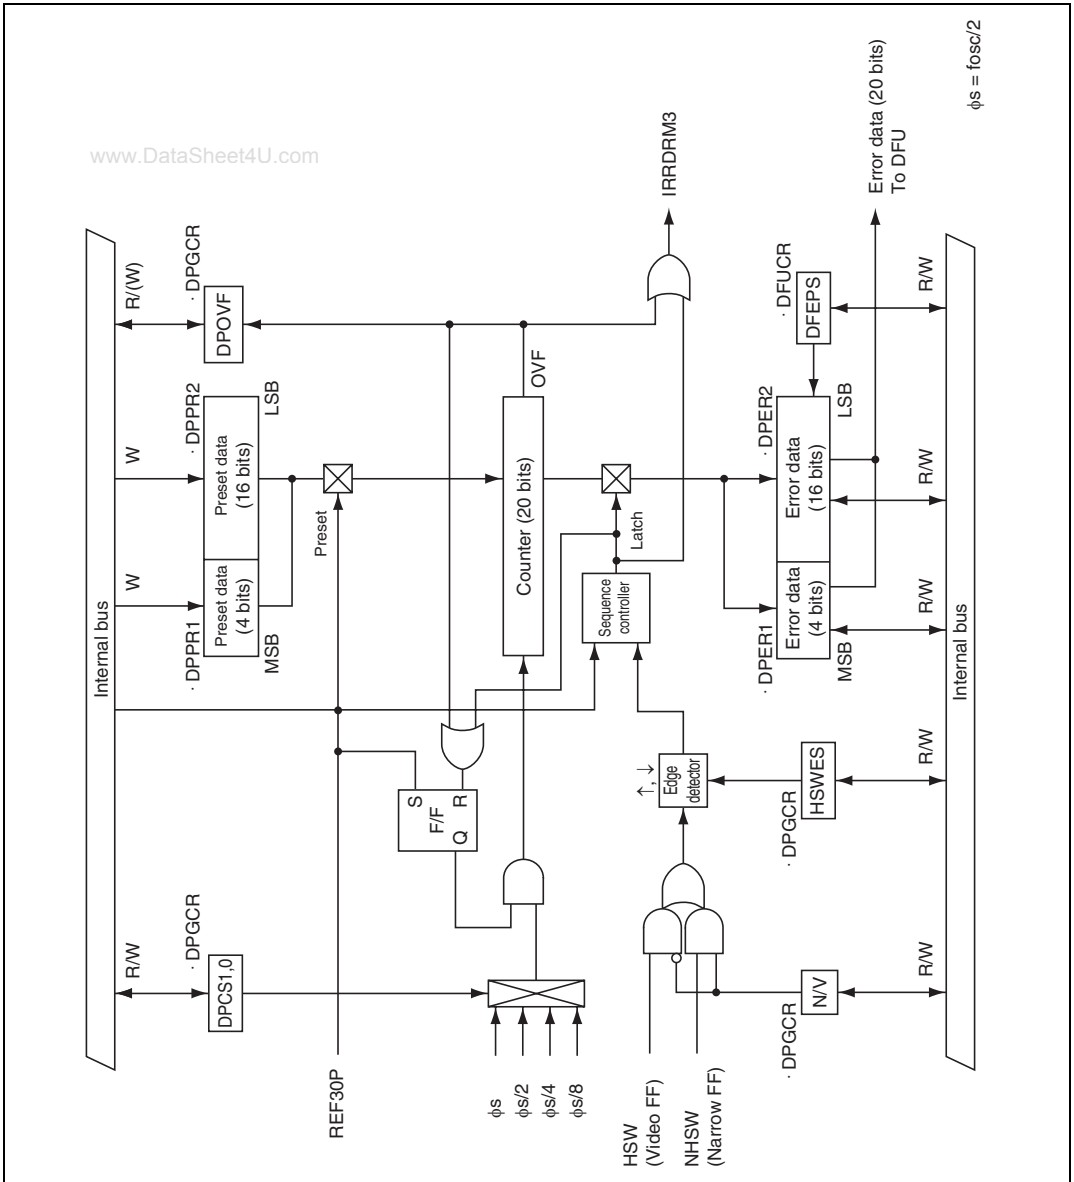 www.DataSheet4U.com
Internal bus
R/W
· DPGCR
DPCS1,0
W
· DPPR1
Preset data
(4 bits)
MSB
W
· DPPR2
Preset data
(16 bits)
LSB
R/(W)
· DPGCR
DPOVF
REF30P
Preset
S
F/F
Q
R
φs
φs/2
φs/4
φs/8
Counter (20 bits)
OVF
Sequence
controller
Latch
IRRDRM3
HSW
(Video FF)
NHSW
(Narrow FF)
↑, ↓
Edge
detector
· DPGCR
N/V
R/W
· DPGCR
HSWES
R/W
· DPER1
Error data
(4 bits)
MSB
R/W
· DPER2
Error data
(16 bits)
LSB
R/W
· DFUCR
DFEPS
R/W
Error data (20 bits)
To DFU
Internal bus
φs = fosc/2